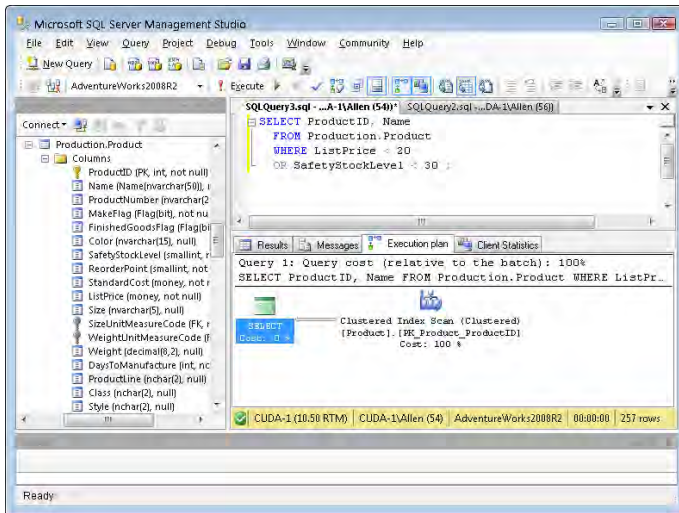 Microsoft SQL Server Management Studio
File Edit View Query Project Debug Tools Window Community Help
New Query
AdventureWorks2008R2 Execute
SQLQuery3.sql - ...A-1\Allen (54))* SQLQuery2.sql -...DA-1\Allen (56))
Connect
SELECT ProductID, Name
FROM Production.Product
WHERE ListPrice < 20
OR SafetyStockLevel < 30 ;
Production.Product
Columns
ProductID (PK, int, not null)
Name (Name(nvarchar(50)),
ProductNumber (nvarchar(2
MakeFlag (Flag(bit), not nu
FinishedGoodsFlag (Flag(bi
Color (nvarchar(15), null)
SafetyStockLevel (smallint, r
ReorderPoint (smallint, not
StandardCost (money, not r
ListPrice (money, not null)
Size (nvarchar(5), null)
SizeUnitMeasureCode (FK, r
WeightUnitMeasureCode (F
Weight (decimal(8,2), null)
DaysToManufacture (int, nc
ProductLine (nchar(2), null)
Class (nchar(2), null)
Style (nchar(2), null)
Results Messages Execution plan Client Statistics
Query 1: Query cost (relative to the batch): 100%
SELECT ProductID, Name FROM Production.Product WHERE ListPr...
SELECT
Cost: 0 %
Clustered Index Scan (Clustered)
[Product].[PK_Product_ProductID]
Cost: 100 %
CUDA-1 (10.50 RTM) CUDA-1\Allen (54) AdventureWorks2008R2 00:00:00 257 rows
Ready